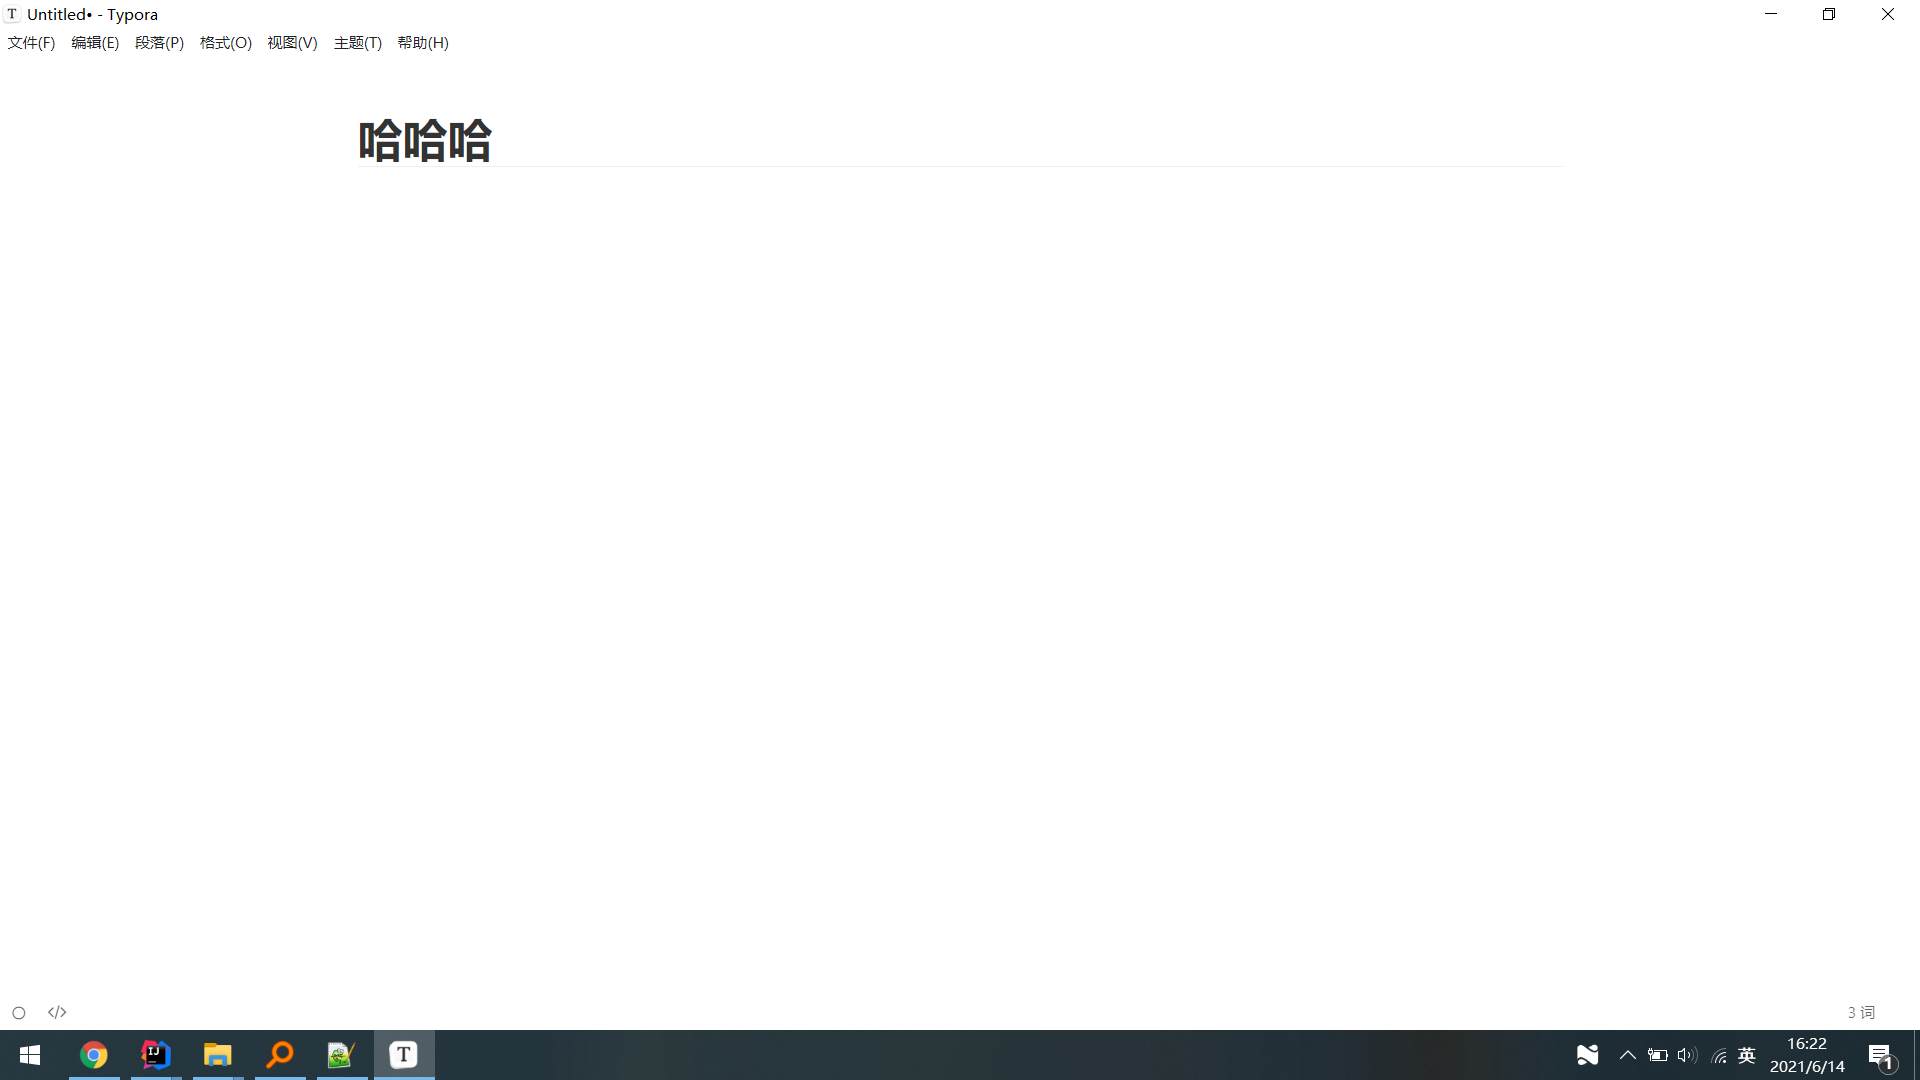 Untitled• - Typora
文件(F) 编辑(E) 段落(P) 格式(O) 视图(V) 主题(T) 帮助(H)
哈哈哈
3 词
英
16:22
2021/6/14
1